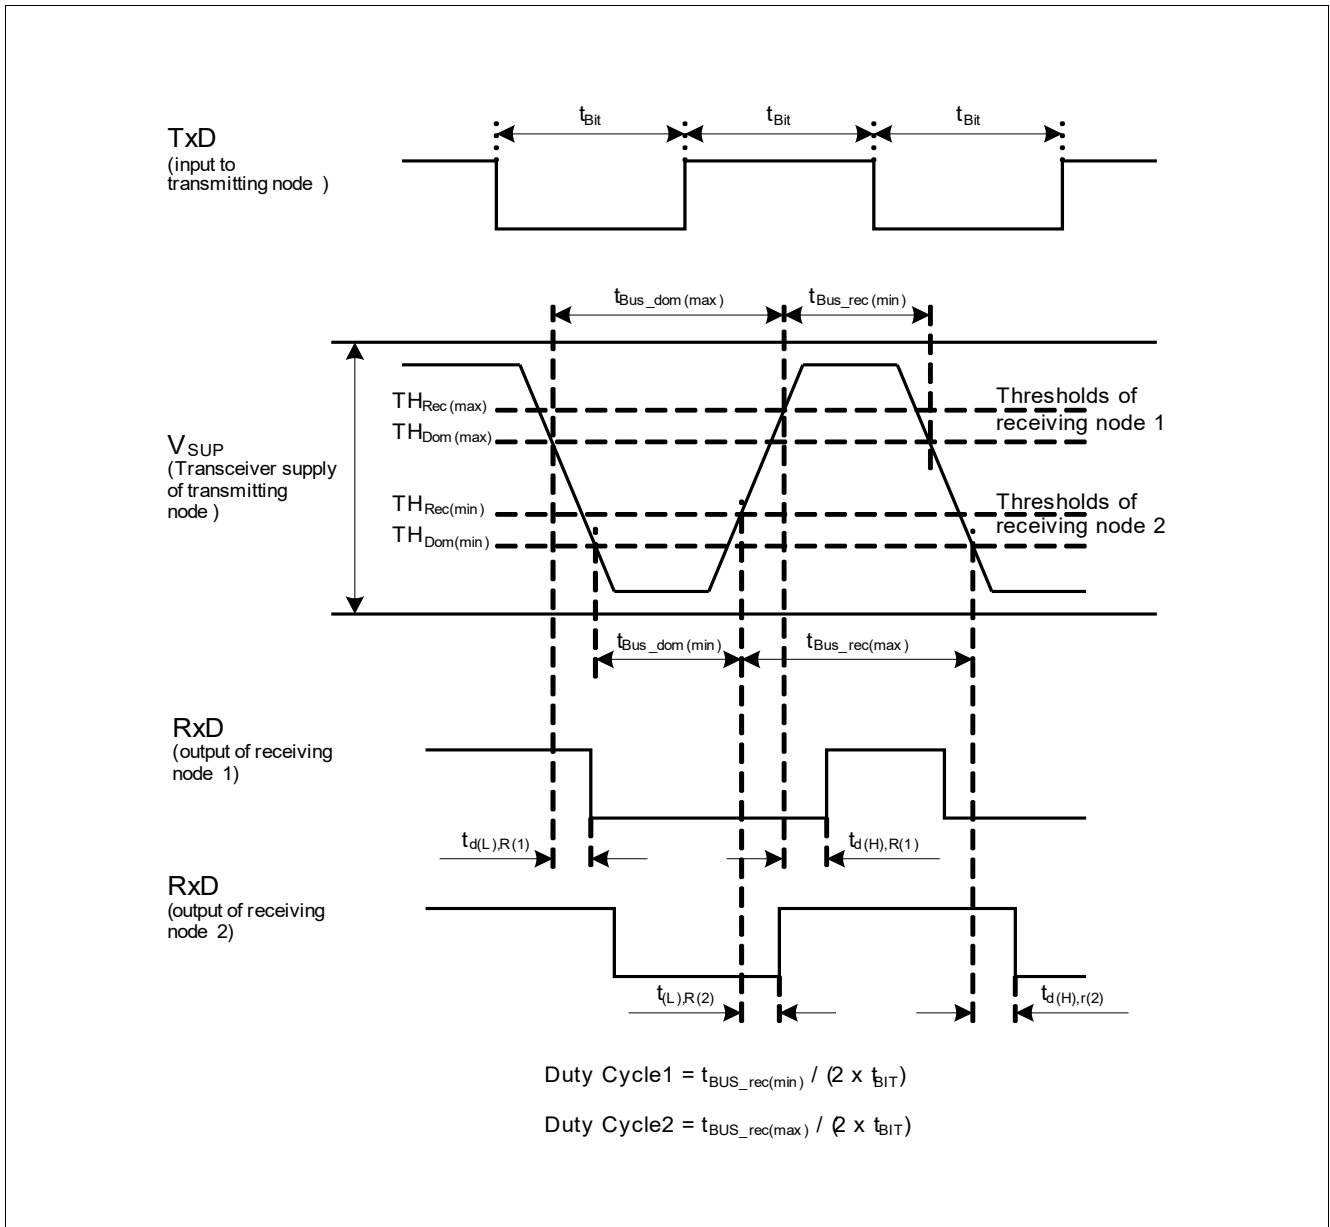 TxD
(input to
transmitting node )
tBit
tBit
tBit
tBus_dom(max)
tBus_rec(min)
VSUP
(Transceiver supply
of transmitting
node )
THRec(max)
THDom(max)
THRec(min)
THDom(min)
Thresholds of
receiving node 1
Thresholds of
receiving node 2
tBus_dom(min)
tBus_rec(max)
RxD
(output of receiving
node 1)
td(L),R(1)
td(H),R(1)
RxD
(output of receiving
node 2)
t(L),R(2)
td(H),r(2)
Duty Cycle1 = tBUS_rec(min) / (2 x tBIT)
Duty Cycle2 = tBUS_rec(max) / (2 x tBIT)